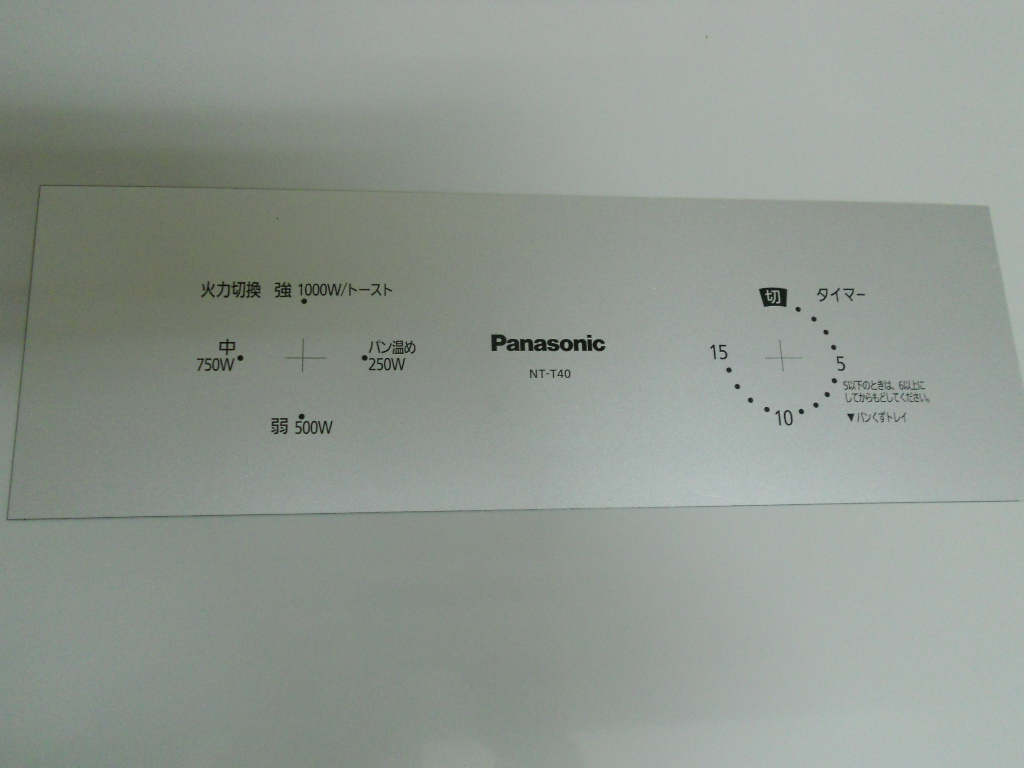 火力切換 強 1000W/トースト
中
750W
パン温め
250W
弱 500W
Panasonic
NT-T40
切 タイマー
15
5
5以下のときは、6以上に
してからもどしてください。
10
▼パンくずトレイ